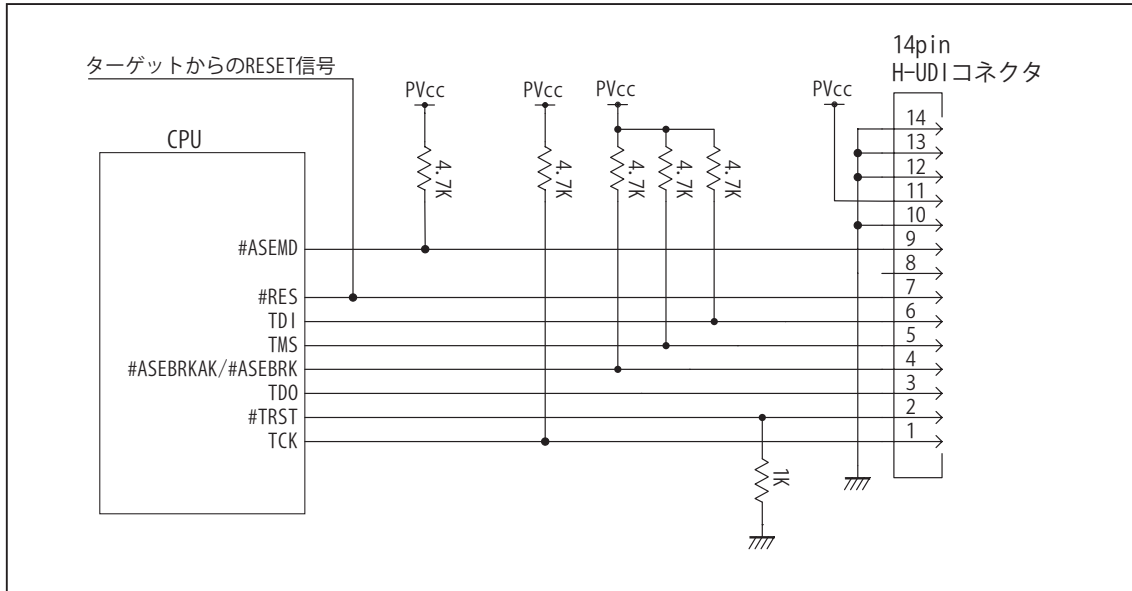 ターゲットからのRESET信号
14pin
H-UDIコネクタ
PVcc
PVcc
PVcc
PVcc
CPU
4.7K
4.7K
4.7K
4.7K
4.7K
14
13
12
11
10
#ASEMD
9
8
#RES
7
TDI
6
TMS
5
#ASEBRKAK/#ASEBRK
4
TDO
3
#TRST
2
TCK
1
1K